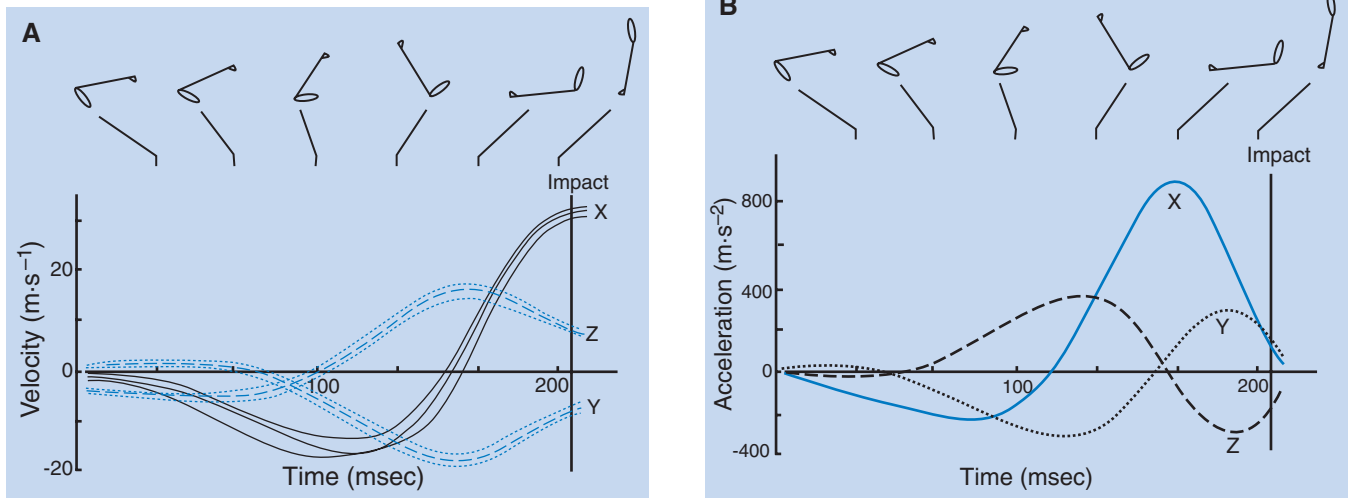 A
Impact
X
20
Z
0
100
200
Y
-20
Velocity (m·s⁻¹)
Time (msec)
B
Impact
800
X
400
Y
0
100
200
Z
-400
Acceleration (m·s⁻²)
Time (msec)